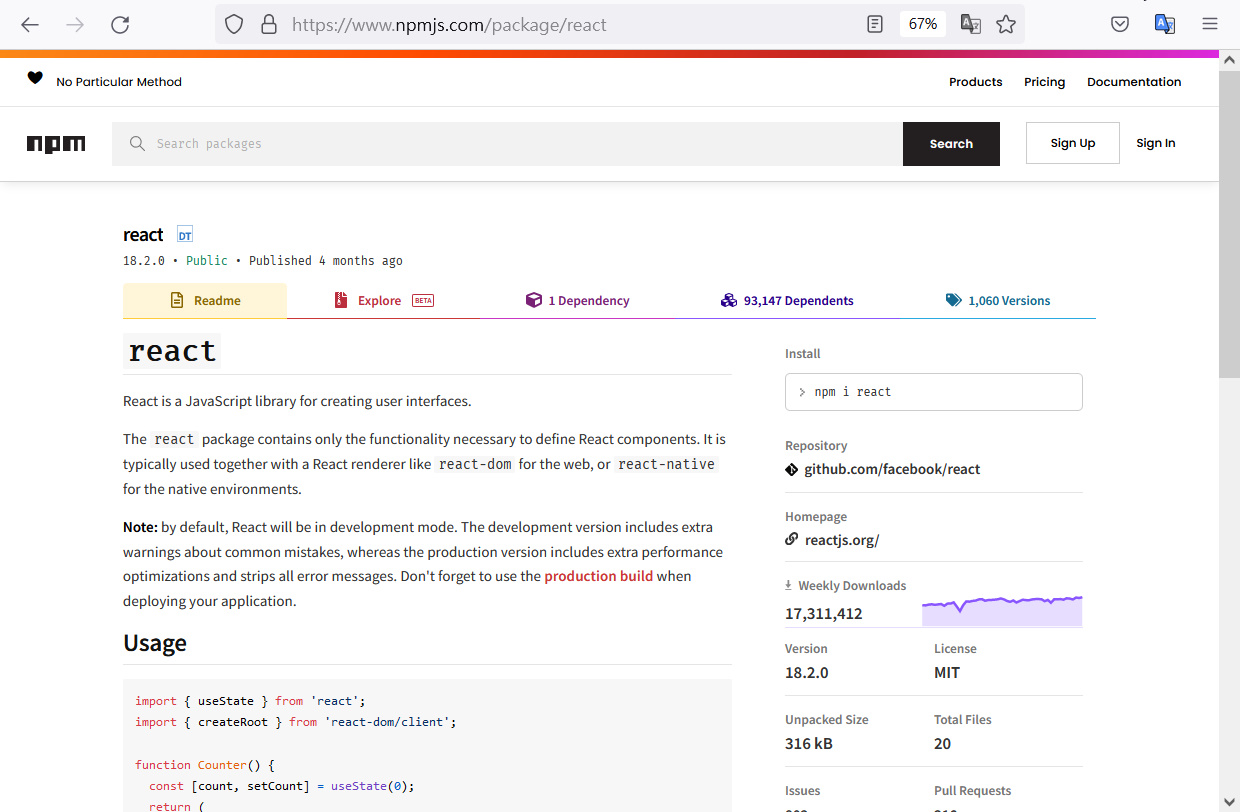 https://www.npmjs.com/package/react
67%
No Particular Method
Products
Pricing
Documentation
npm
Search packages
Search
Sign Up
Sign In
react DT
18.2.0 • Public • Published 4 months ago
Readme
Explore BETA
1 Dependency
93,147 Dependents
1,060 Versions
react
React is a JavaScript library for creating user interfaces.
The react package contains only the functionality necessary to define React components. It is
typically used together with a React renderer like react-dom for the web, or react-native
for the native environments.
Note: by default, React will be in development mode. The development version includes extra
warnings about common mistakes, whereas the production version includes extra performance
optimizations and strips all error messages. Don't forget to use the production build when
deploying your application.
Usage
import { useState } from 'react';
import { createRoot } from 'react-dom/client';
function Counter() {
const [count, setCount] = useState(0);
return (
Install
> npm i react
Repository
github.com/facebook/react
Homepage
reactjs.org/
Weekly Downloads
17,311,412
Version
License
18.2.0
MIT
Unpacked Size
Total Files
316 kB
20
Issues
Pull Requests